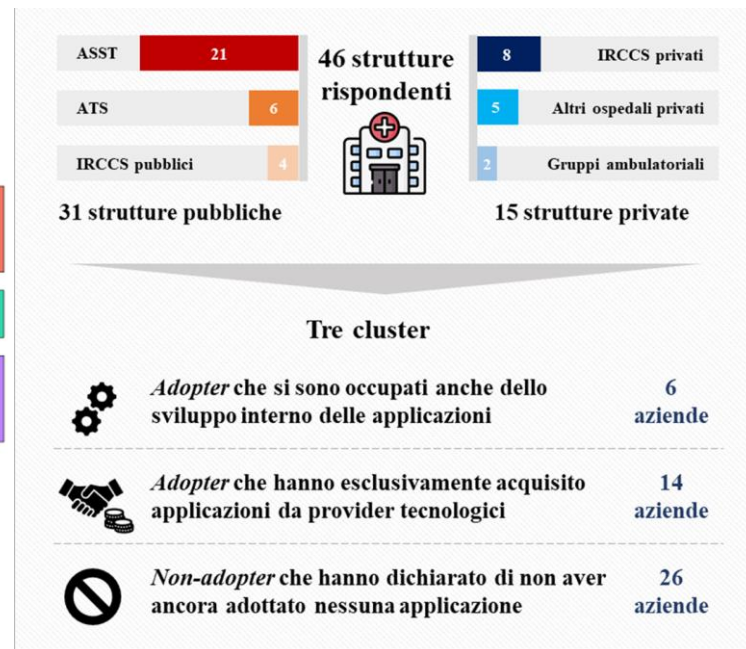 ASST 21
ATS 6
IRCCS pubblici 4
31 strutture pubbliche
46 strutture
rispondenti
8 IRCCS privati
5 Altri ospedali privati
2 Gruppi ambulatoriali
15 strutture private
Tre cluster
Adopter che si sono occupati anche dello
sviluppo interno delle applicazioni
6
aziende
Adopter che hanno esclusivamente acquisito
applicazioni da provider tecnologici
14
aziende
Non-adopter che hanno dichiarato di non aver
ancora adottato nessuna applicazione
26
aziende